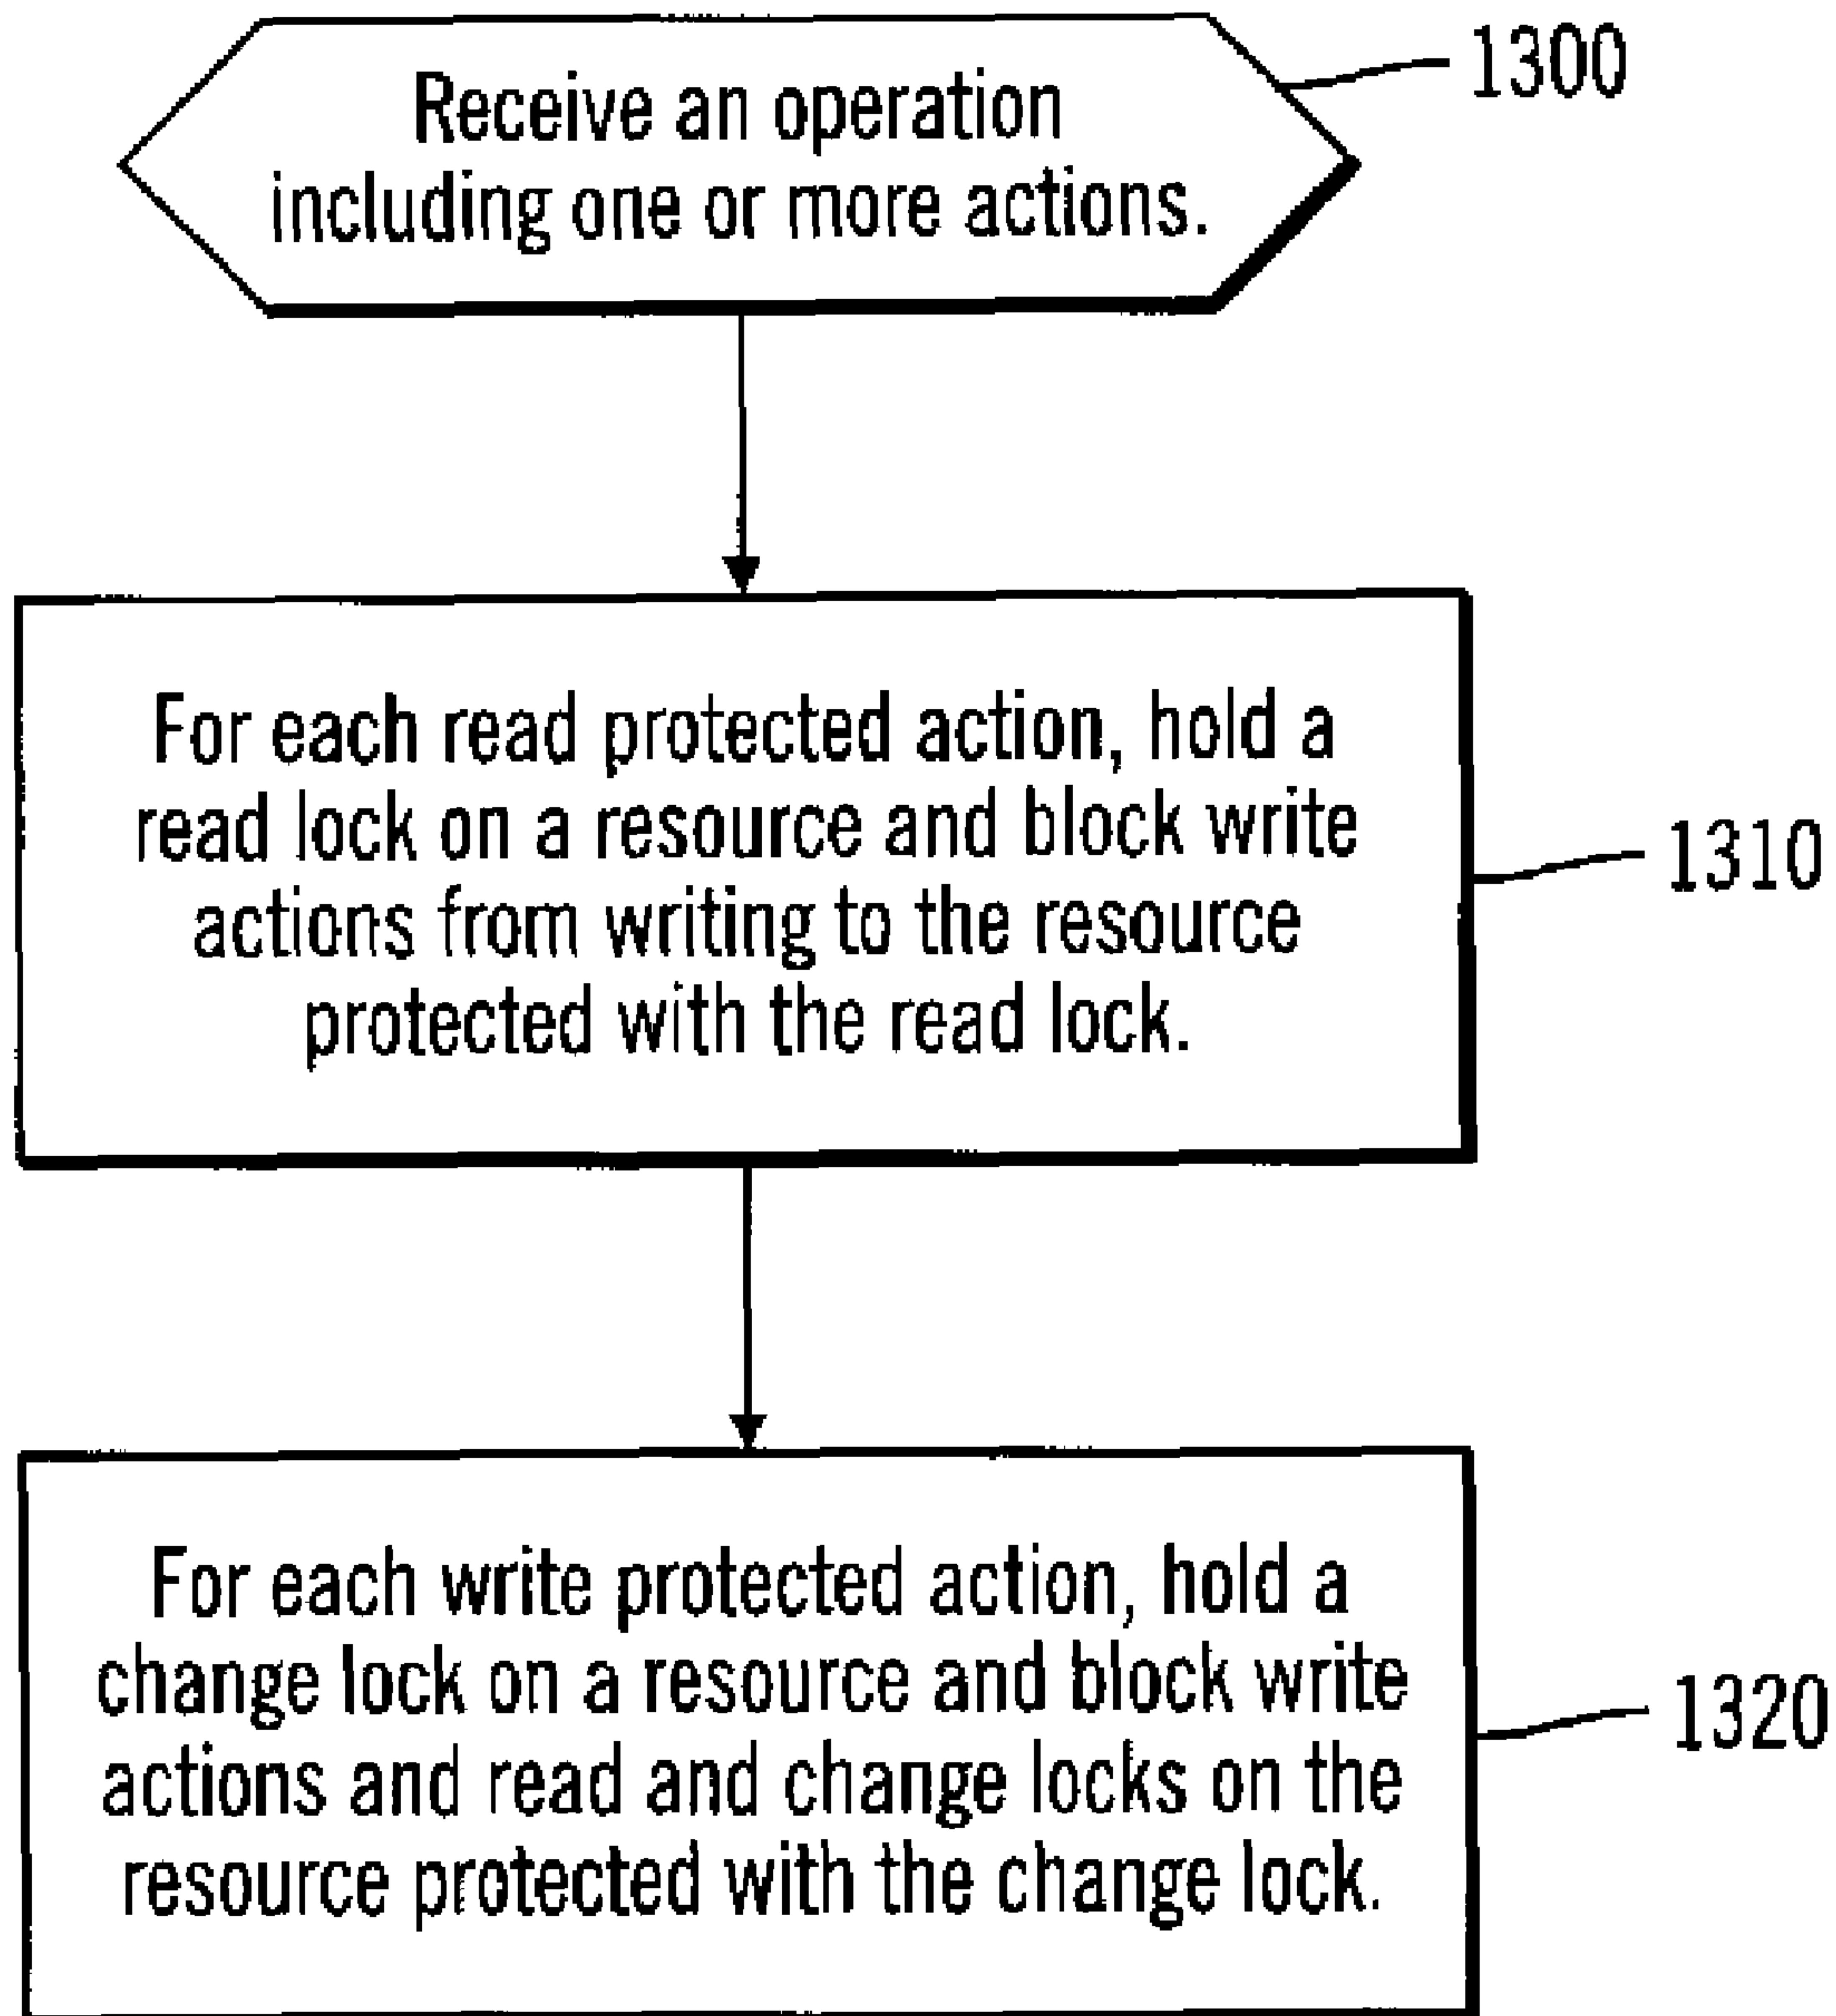 Receive an operation
including one or more actions.
1300
For each read protected action, hold a
read lock on a resource and block write
actions from writing to the resource
protected with the read lock.
1310
For each write protected action, hold a
change lock on a resource and block write
actions and read and change locks on the
resource protected with the change lock.
1320